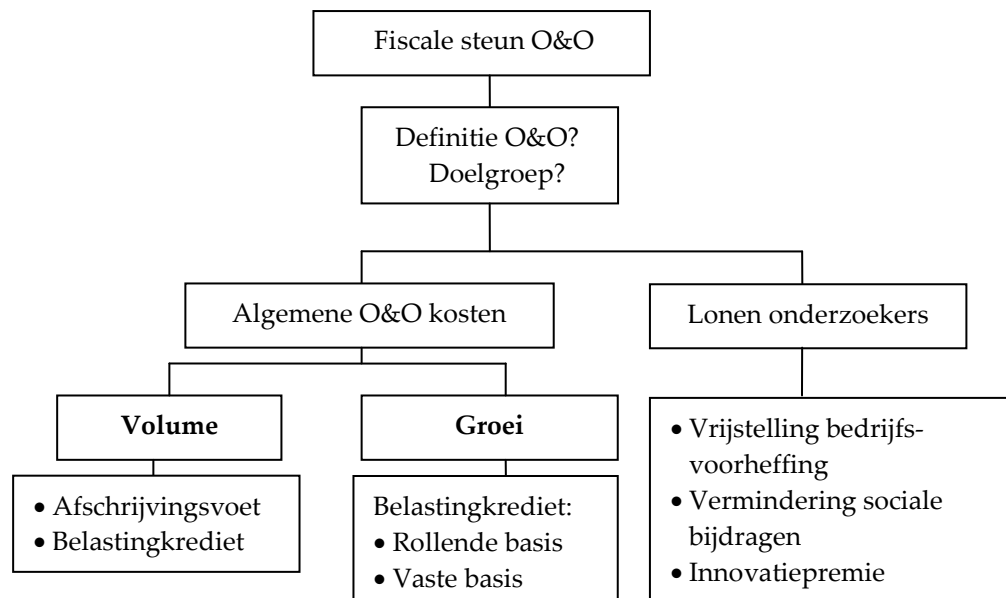 Fiscale steun O&O
Definitie O&O?
Doelgroep?
Algemene O&O kosten
Lonen onderzoekers
Volume
Groei
• Afschrijvingsvoet
• Belastingkrediet
Belastingkrediet:
• Rollende basis
• Vaste basis
• Vrijstelling bedrijfs-
voorheffing
• Vermindering sociale
bijdragen
• Innovatiepremie